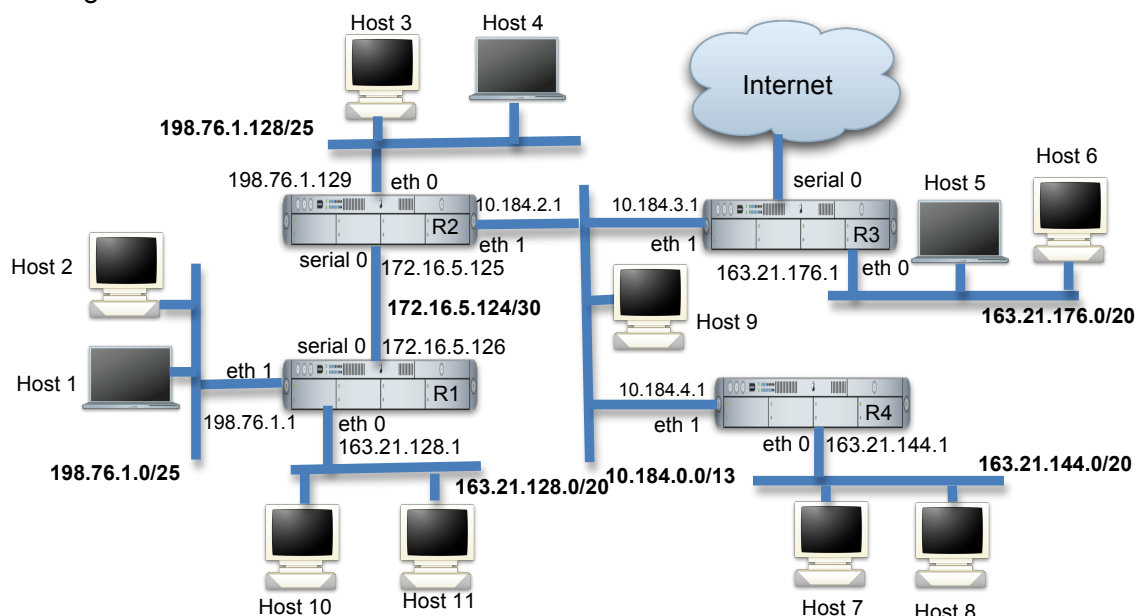 Host 3
Host 4
Internet
198.76.1.128/25
Host 6
198.76.1.129
eth 0
serial 0
Host 5
10.184.2.1
10.184.3.1
R2
R3
eth 1
eth 1
163.21.176.1
eth 0
serial 0
172.16.5.125
Host 2
172.16.5.124/30
Host 9
163.21.176.0/20
serial 0
172.16.5.126
Host 1
eth 1
10.184.4.1
R1
R4
198.76.1.1
eth 0
eth 1
163.21.128.1
eth 0
163.21.144.1
198.76.1.0/25
163.21.128.0/20
10.184.0.0/13
163.21.144.0/20
Host 10
Host 11
Host 7
Host 8